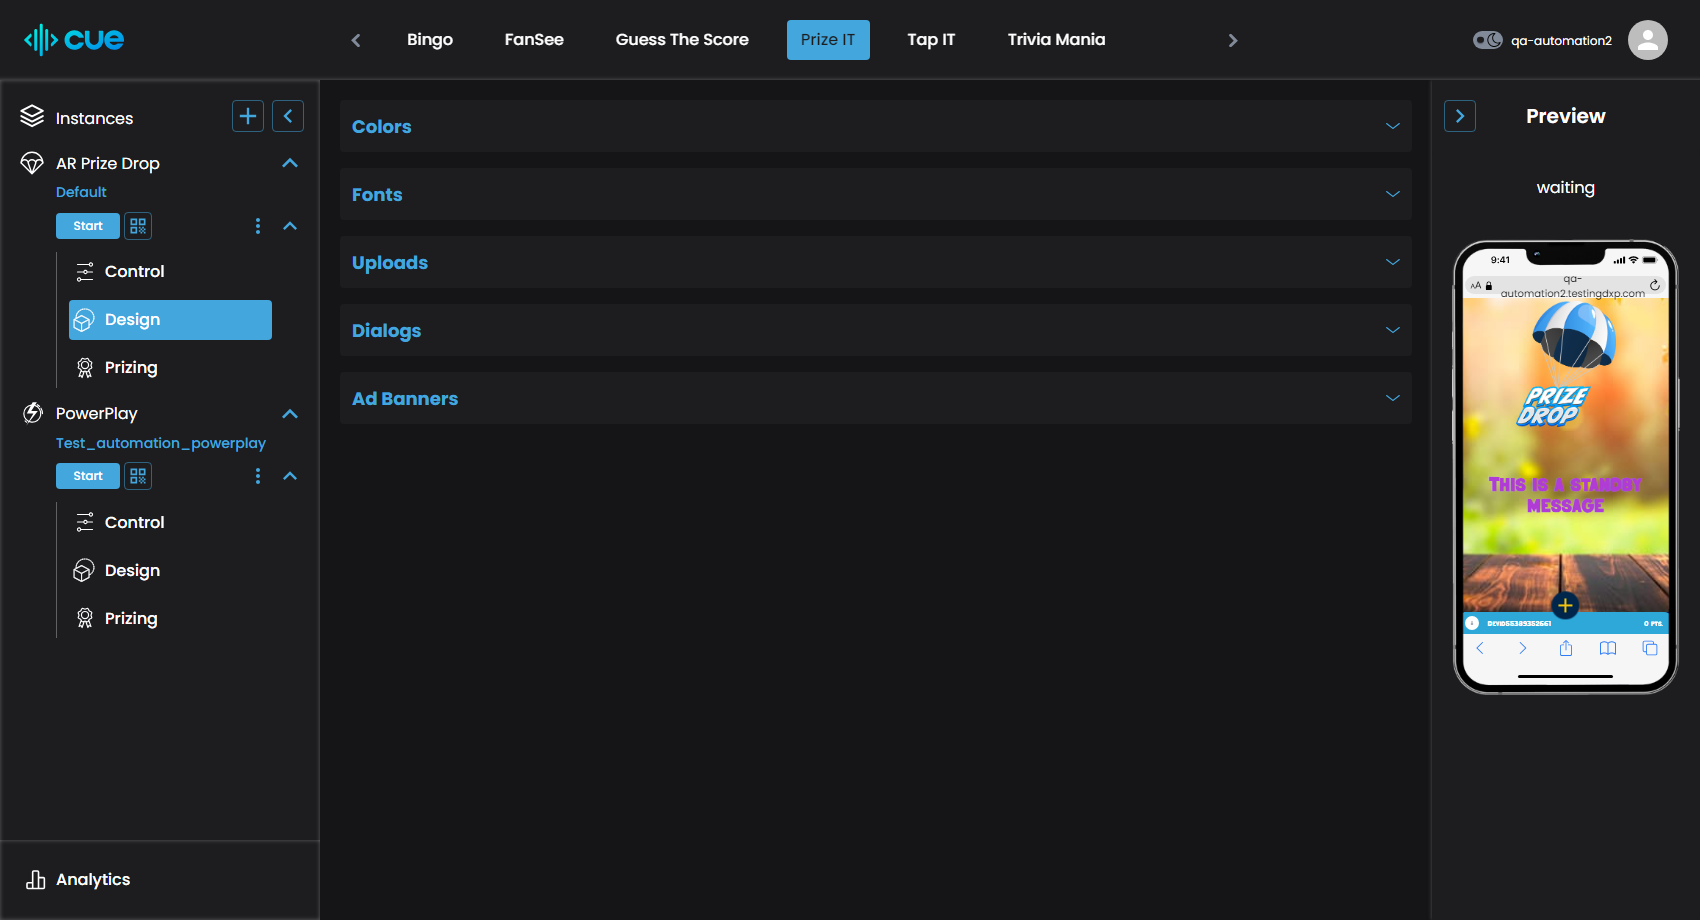 cue
Bingo
FanSee
Guess The Score
Prize IT
Tap IT
Trivia Mania
qa-automation2
Instances
AR Prize Drop
Default
Start
Control
Design
Prizing
PowerPlay
Test_automation_powerplay
Start
Control
Design
Prizing
Analytics
Colors
Fonts
Uploads
Dialogs
Ad Banners
Preview
waiting
9:41
AA
qa-
automation2.testingdxp.com
PRIZE
DROP
THIS IS A STANDBY
MESSAGE
0 PTS.